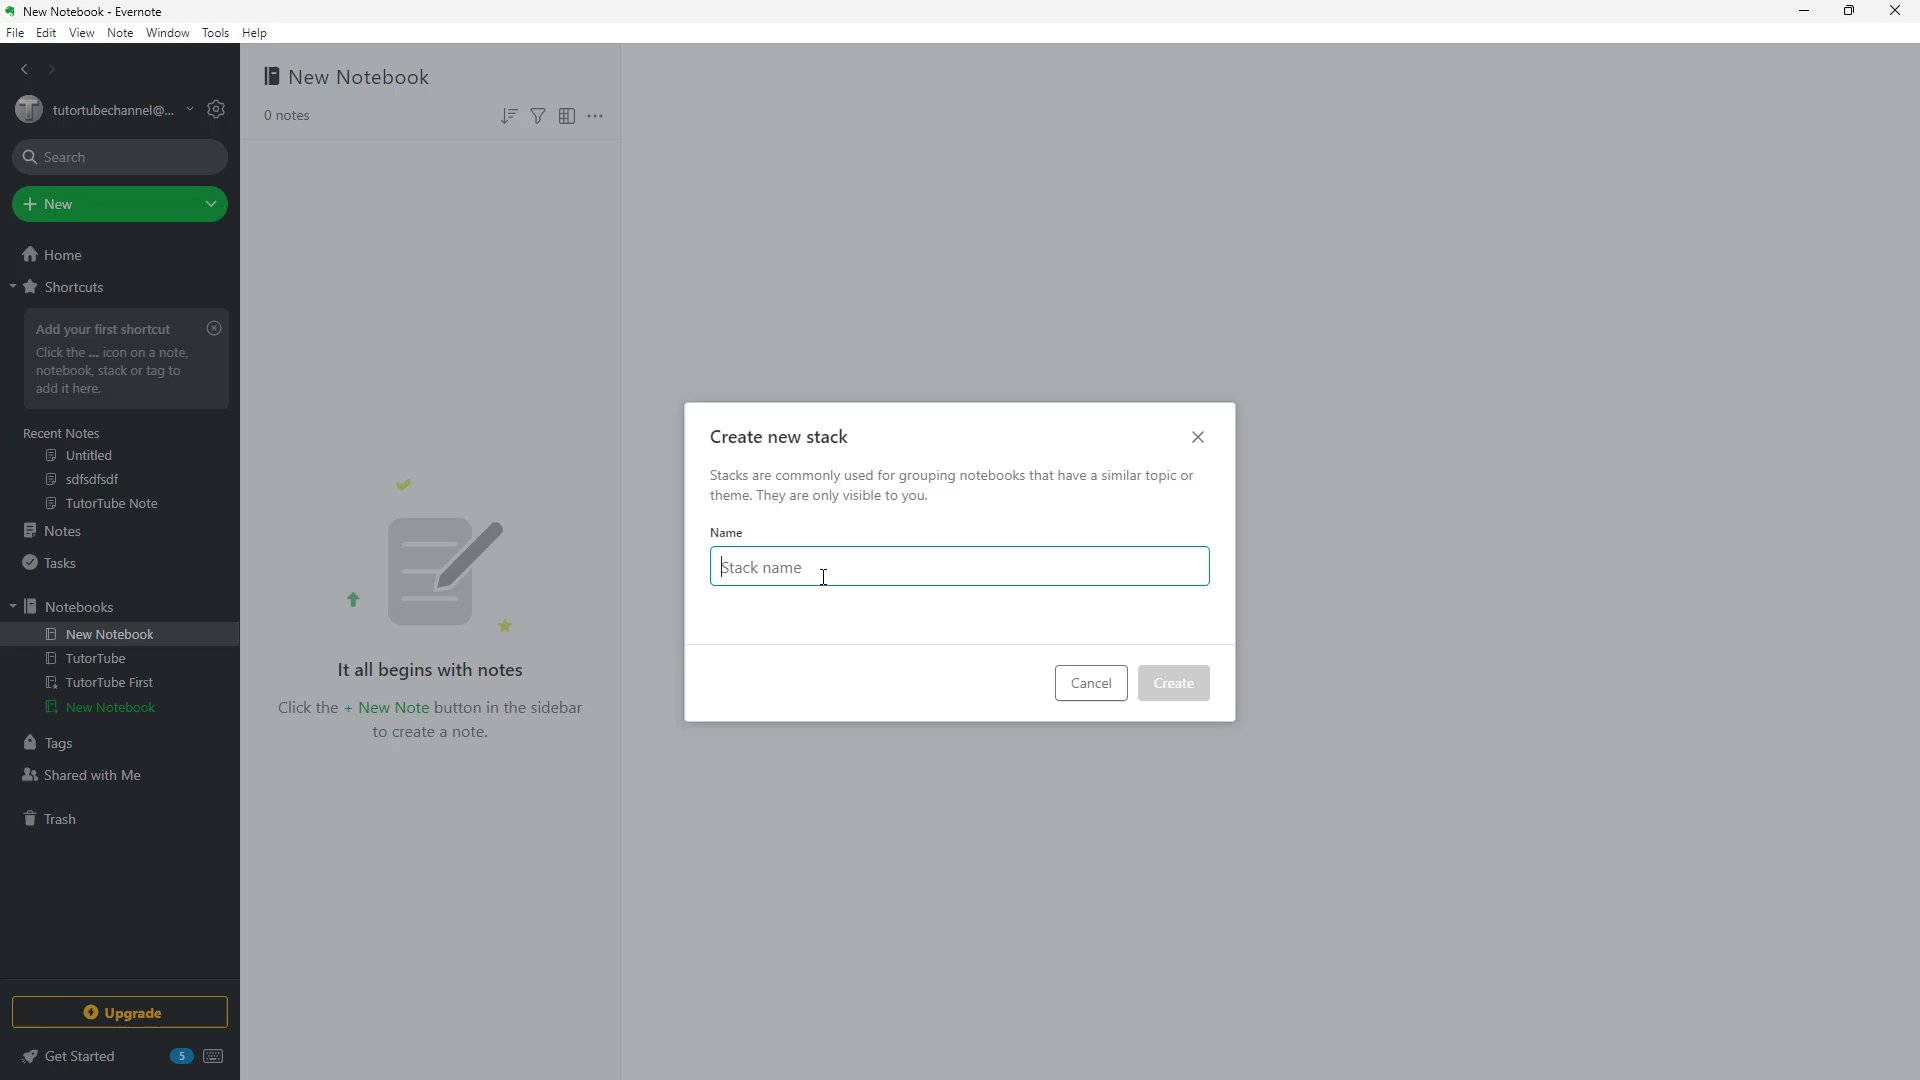 New Notebook - Evernote
File Edit View Note Window Tools Help
tutortubechannel@...
Search
New
Home
Shortcuts
Add your first shortcut
Click the ... icon on a note,
notebook, stack or tag to
add it here.
Recent Notes
Untitled
sdfsdfsdf
TutorTube Note
Notes
Tasks
Notebooks
New Notebook
TutorTube
TutorTube First
New Notebook
Tags
Shared with Me
Trash
Upgrade
Get Started 5
New Notebook
0 notes
It all begins with notes
Click the + New Note button in the sidebar
to create a note.
Create new stack
Stacks are commonly used for grouping notebooks that have a similar topic or
theme. They are only visible to you.
Name
Stack name
Cancel Create